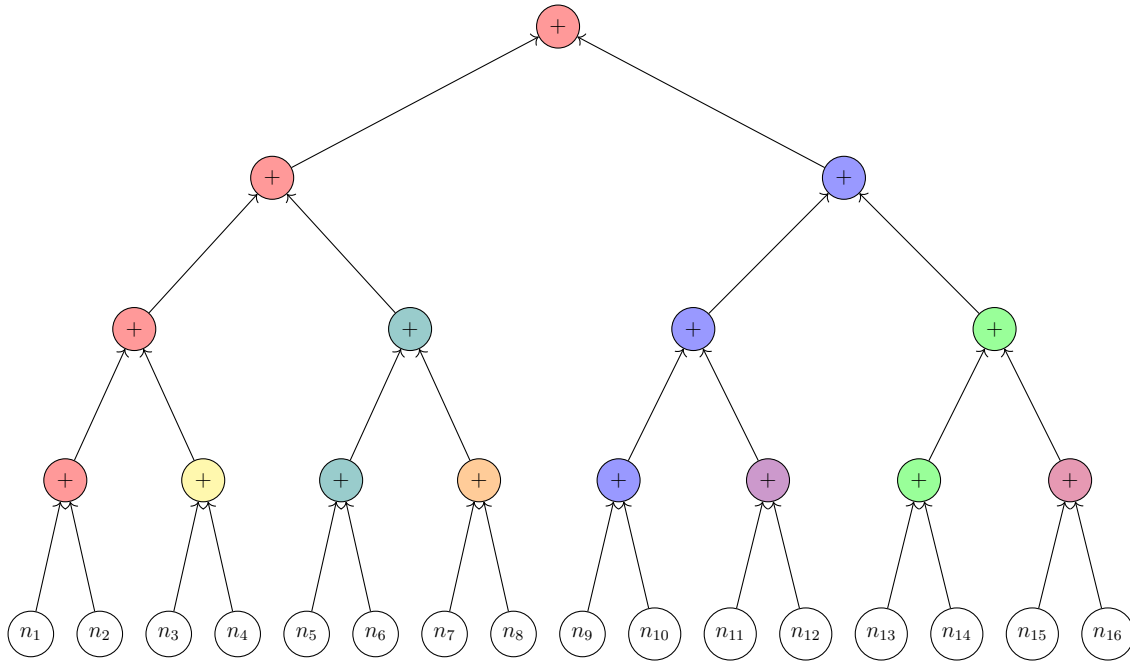 +
+ +
+ + + +
+ + + + + + + +
n₁ n₂ n₃ n₄ n₅ n₆ n₇ n₈ n₉ n₁₀ n₁₁ n₁₂ n₁₃ n₁₄ n₁₅ n₁₆